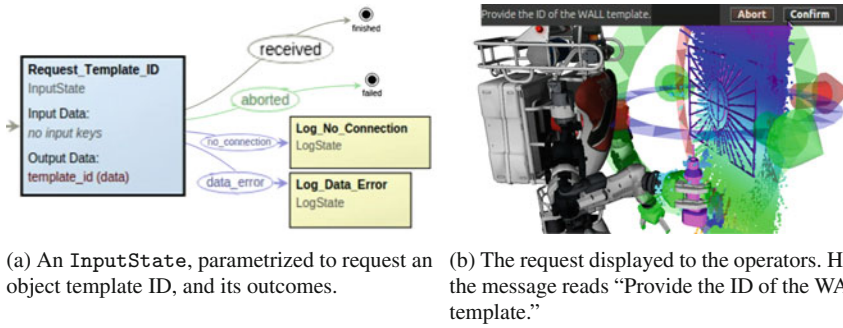 received
finished
Request_Template_ID
InputState
Input Data:
no input keys
Output Data:
template_id (data)
aborted
failed
no_connection
Log_No_Connection
LogState
data_error
Log_Data_Error
LogState
Provide the ID of the WALL template.
Abort
Confirm
(a) An InputState, parametrized to request an
object template ID, and its outcomes.
(b) The request displayed to the operators. H
the message reads “Provide the ID of the WA
template.”